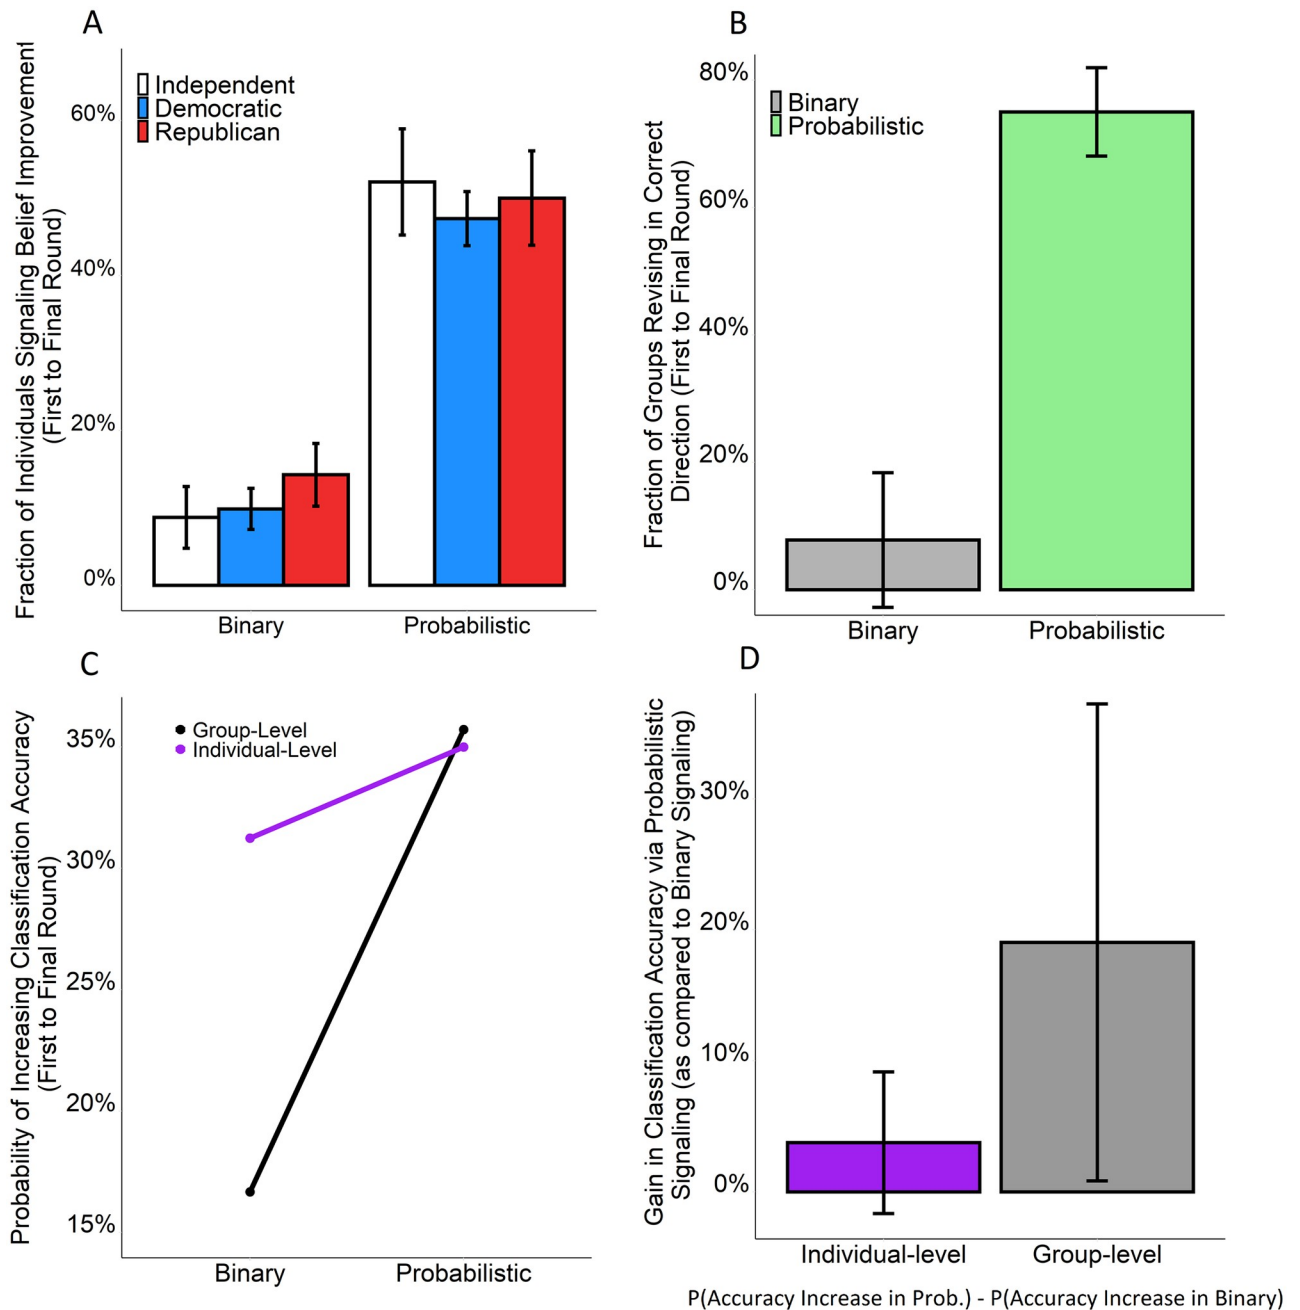 A
Fraction of Individuals Signaling Belief Improvement
(First to Final Round)
60%
40%
20%
0%
Independent
Democratic
Republican
Binary
Probabilistic
B
Fraction of Groups Revising in Correct
Direction (First to Final Round)
80%
60%
40%
20%
0%
Binary
Probabilistic
Binary
Probabilistic
C
Probability of Increasing Classification Accuracy
(First to Final Round)
35%
30%
25%
20%
15%
Group-Level
Individual-Level
Binary
Probabilistic
D
Gain in Classification Accuracy via Probabilistic
Signaling (as compared to Binary Signaling)
30%
20%
10%
0%
Individual-level
Group-level
P(Accuracy Increase in Prob.) - P(Accuracy Increase in Binary)